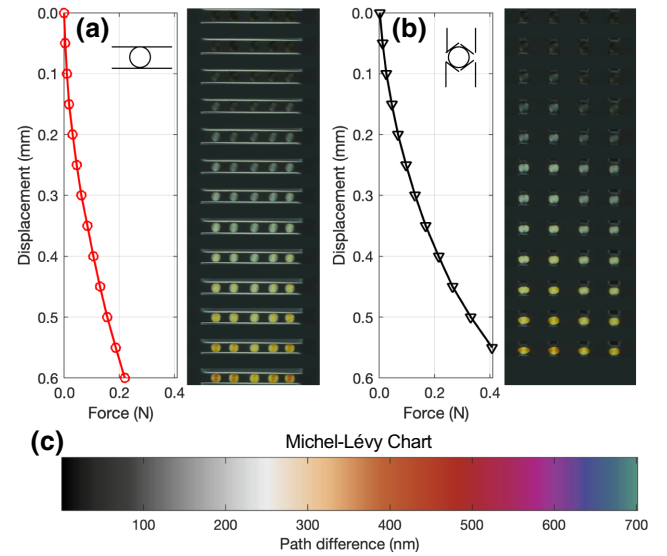 (a)
0.0
0.1
0.2
0.3
0.4
0.5
0.6
Displacement (mm)
0.0 0.2 0.4
Force (N)
(b)
0.0
0.1
0.2
0.3
0.4
0.5
0.6
Displacement (mm)
0.0 0.2 0.4
Force (N)
(c)
Michel-Lévy Chart
100 200 300 400 500 600 700
Path difference (nm)